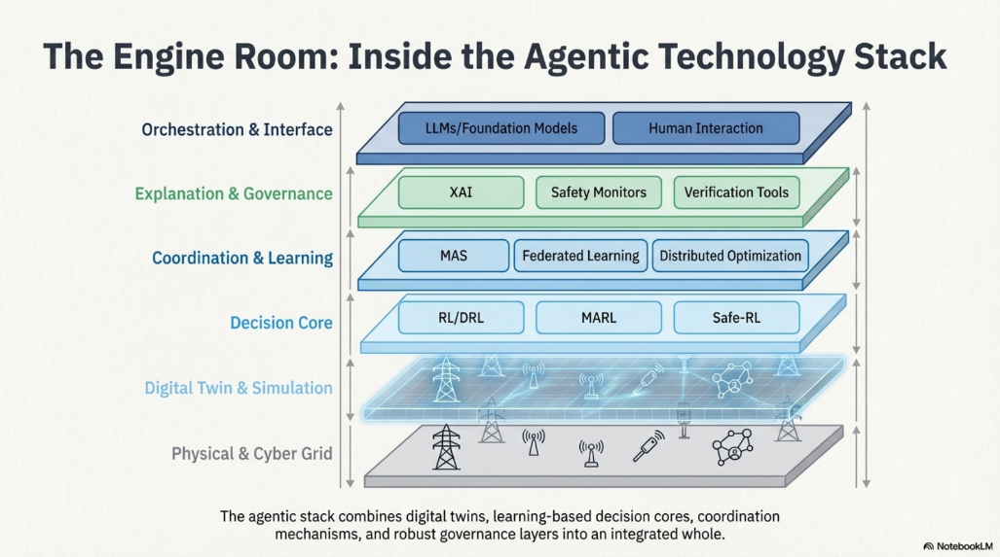 The Engine Room: Inside the Agentic Technology Stack
Orchestration & Interface
LLMs/Foundation Models
Human Interaction
Explanation & Governance
XAI
Safety Monitors
Verification Tools
Coordination & Learning
MAS
Federated Learning
Distributed Optimization
Decision Core
RL/DRL
MARL
Safe-RL
Digital Twin & Simulation
Physical & Cyber Grid
The agentic stack combines digital twins, learning-based decision cores, coordination
mechanisms, and robust governance layers into an integrated whole.
NotebookLM